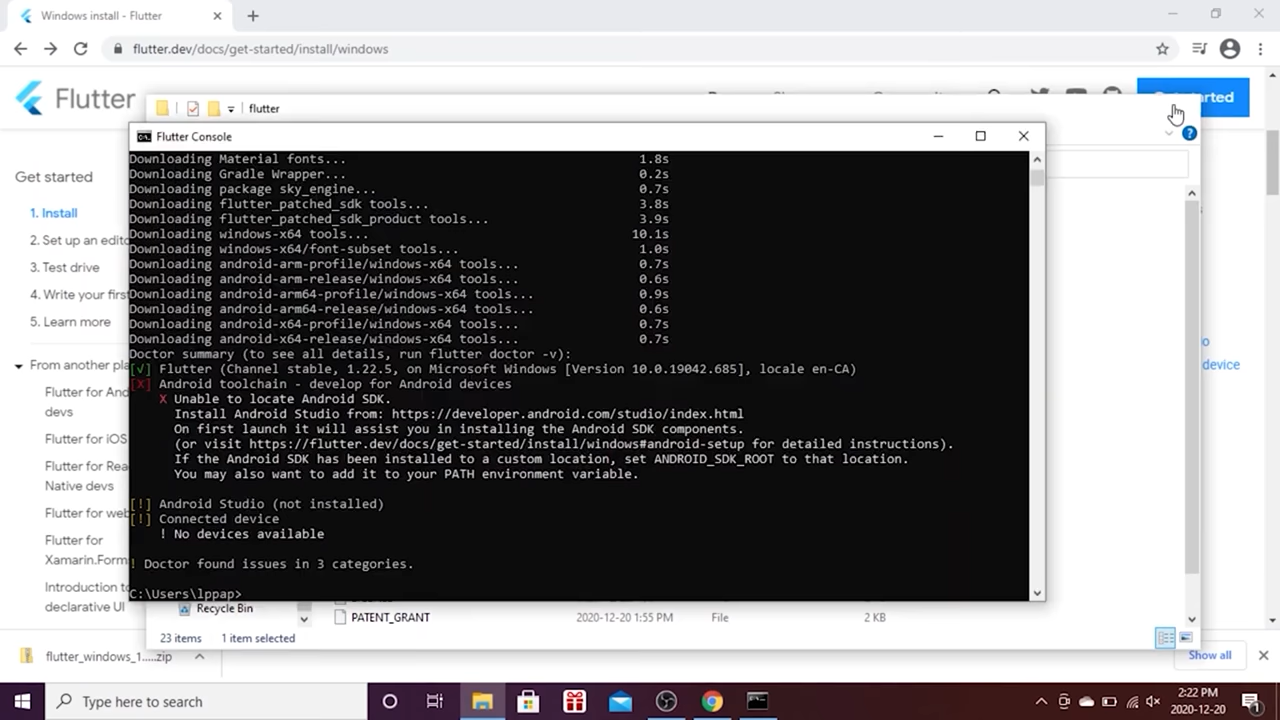 Windows install - Flutter
flutter.dev/docs/get-started/install/windows
Flutter
flutter
Flutter Console
Get started
1. Install
2. Set up an edito
3. Test drive
4. Write your first
5. Learn more
From another pla
Flutter for And
devs
Flutter for iOS
Flutter for Rea
Native devs
Flutter for web
Flutter for
Xamarin.Form
Introduction to
declarative UI
Downloading Material fonts... 1.8s
Downloading Gradle Wrapper... 0.2s
Downloading package sky_engine... 0.7s
Downloading flutter_patched_sdk tools... 3.8s
Downloading flutter_patched_sdk_product tools... 3.9s
Downloading windows-x64 tools... 10.1s
Downloading windows-x64/font-subset tools... 1.0s
Downloading android-arm-profile/windows-x64 tools... 0.7s
Downloading android-arm-release/windows-x64 tools... 0.6s
Downloading android-arm64-profile/windows-x64 tools... 0.9s
Downloading android-arm64-release/windows-x64 tools... 0.6s
Downloading android-x64-profile/windows-x64 tools... 0.7s
Downloading android-x64-release/windows-x64 tools... 0.7s
Doctor summary (to see all details, run flutter doctor -v):
[√] Flutter (Channel stable, 1.22.5, on Microsoft Windows [Version 10.0.19042.685], locale en-CA)
[X] Android toolchain - develop for Android devices
X Unable to locate Android SDK.
Install Android Studio from: https://developer.android.com/studio/index.html
On first launch it will assist you in installing the Android SDK components.
(or visit https://flutter.dev/docs/get-started/install/windows#android-setup for detailed instructions).
If the Android SDK has been installed to a custom location, set ANDROID_SDK_ROOT to that location.
You may also want to add it to your PATH environment variable.
[!] Android Studio (not installed)
[!] Connected device
! No devices available
! Doctor found issues in 3 categories.
C:\Users\lppap>
device
Recycle Bin
PATENT_GRANT 2020-12-20 1:55 PM File 2 KB
23 items 1 item selected
flutter_windows_1.....zip
Show all
Type here to search
2:22 PM
2020-12-20
1